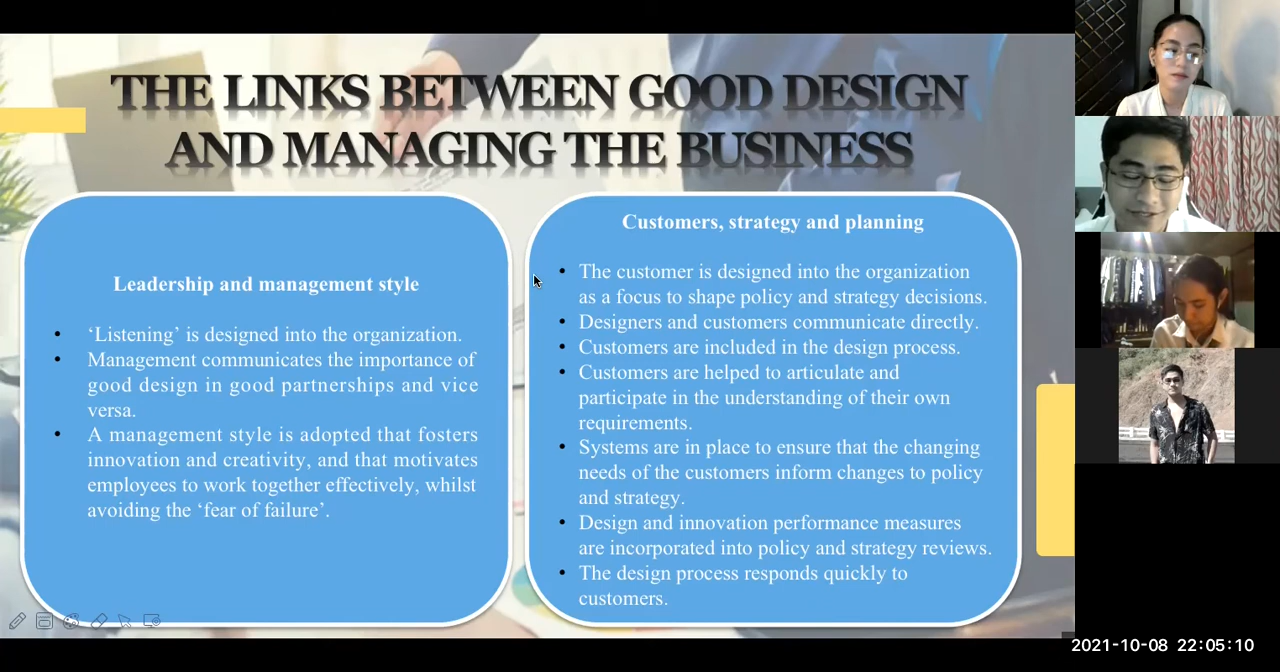 THE LINKS BETWEEN GOOD DESIGN
AND MANAGING THE BUSINESS
Leadership and management style
• ‘Listening’ is designed into the organization.
• Management communicates the importance of
good design in good partnerships and vice
versa.
• A management style is adopted that fosters
innovation and creativity, and that motivates
employees to work together effectively, whilst
avoiding the ‘fear of failure’.
Customers, strategy and planning
• The customer is designed into the organization
as a focus to shape policy and strategy decisions.
• Designers and customers communicate directly.
• Customers are included in the design process.
• Customers are helped to articulate and
participate in the understanding of their own
requirements.
• Systems are in place to ensure that the changing
needs of the customers inform changes to policy
and strategy.
• Design and innovation performance measures
are incorporated into policy and strategy reviews.
• The design process responds quickly to
customers.
2021-10-08 22:05:10